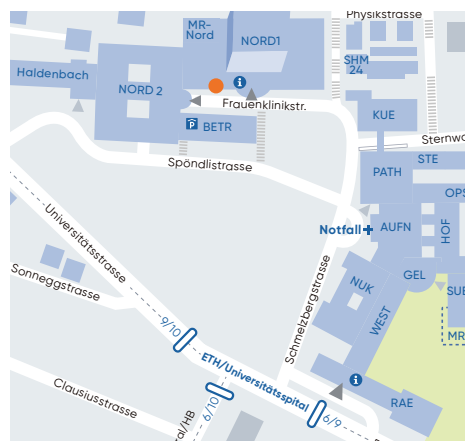 Physikstrasse
MR-
Nord
NORD1
SHM
24
Haldenbach
NORD 2
Frauenklinikstr.
KUE
P
BETR
Sternwa
Spöndlistrasse
STE
PATH
OPS
Universitätsstrasse
Notfall
AUFN
HOF
Sonneggstrasse
GEL
NUK
SUE
Schmelzbergstrasse
WEST
MR
9/10
ETH/Universitätsspital
Clausiusstrasse
6/10
6/9
RAE
al/HB